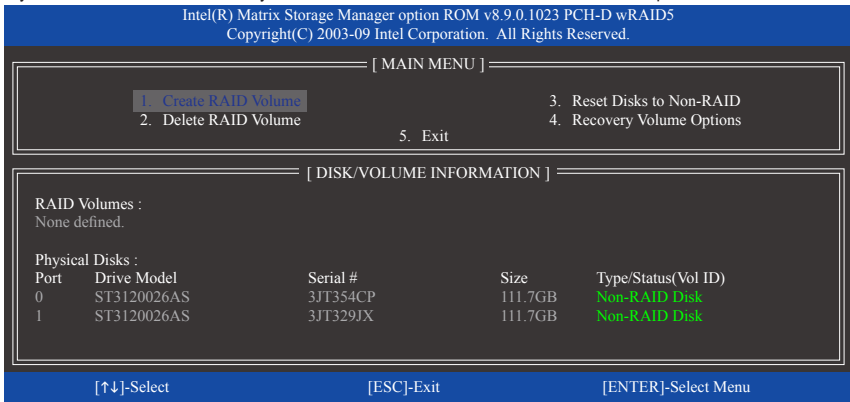 Intel(R) Matrix Storage Manager option ROM v8.9.0.1023 PCH-D wRAID5
Copyright(C) 2003-09 Intel Corporation.  All Rights Reserved.
[ MAIN MENU ]
1.  Create RAID Volume
3.  Reset Disks to Non-RAID
2.  Delete RAID Volume
4.  Recovery Volume Options
5.  Exit
[ DISK/VOLUME INFORMATION ]
RAID Volumes :
None defined.
Physical Disks :
Port Drive Model Serial # Size Type/Status(Vol ID)
0 ST3120026AS 3JT354CP 111.7GB Non-RAID Disk
1 ST3120026AS 3JT329JX 111.7GB Non-RAID Disk
[↑↓]-Select [ESC]-Exit [ENTER]-Select Menu